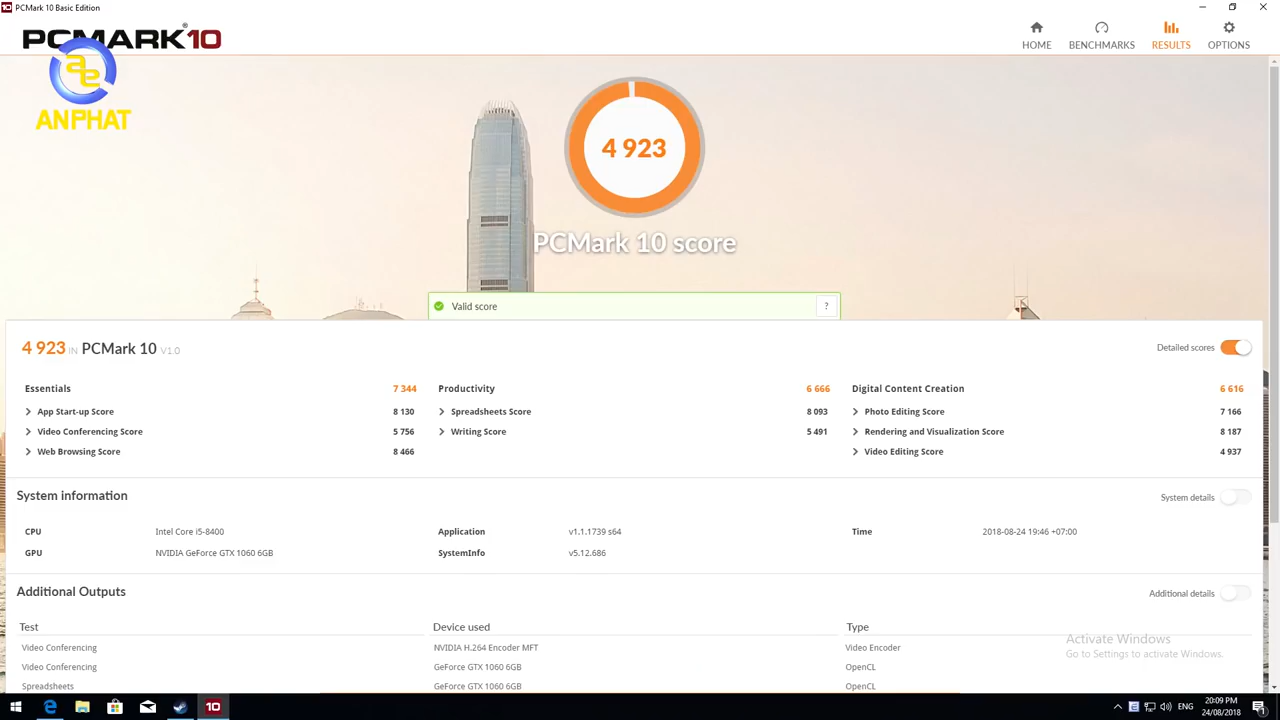 PCMark 10 Basic Edition
PCMARK®10
HOME
BENCHMARKS
RESULTS
OPTIONS
ae
ANPHAT
4 923
PCMark 10 score
Valid score
?
4 923 IN PCMark 10 V1.0
Detailed scores
Essentials 7 344
App Start-up Score 8 130
Video Conferencing Score 5 756
Web Browsing Score 8 466
Productivity 6 666
Spreadsheets Score 8 093
Writing Score 5 491
Digital Content Creation 6 616
Photo Editing Score 7 166
Rendering and Visualization Score 8 187
Video Editing Score 4 937
System information
System details
CPU Intel Core i5-8400
GPU NVIDIA GeForce GTX 1060 6GB
Application v1.1.1739 s64
SystemInfo v5.12.686
Time 2018-08-24 19:46 +07:00
Additional Outputs
Additional details
Test Device used Type
Video Conferencing NVIDIA H.264 Encoder MFT Video Encoder
Video Conferencing GeForce GTX 1060 6GB OpenCL
Spreadsheets GeForce GTX 1060 6GB OpenCL
Activate Windows
Go to Settings to activate Windows.
10
ENG
20:09 PM
24/08/2018
1